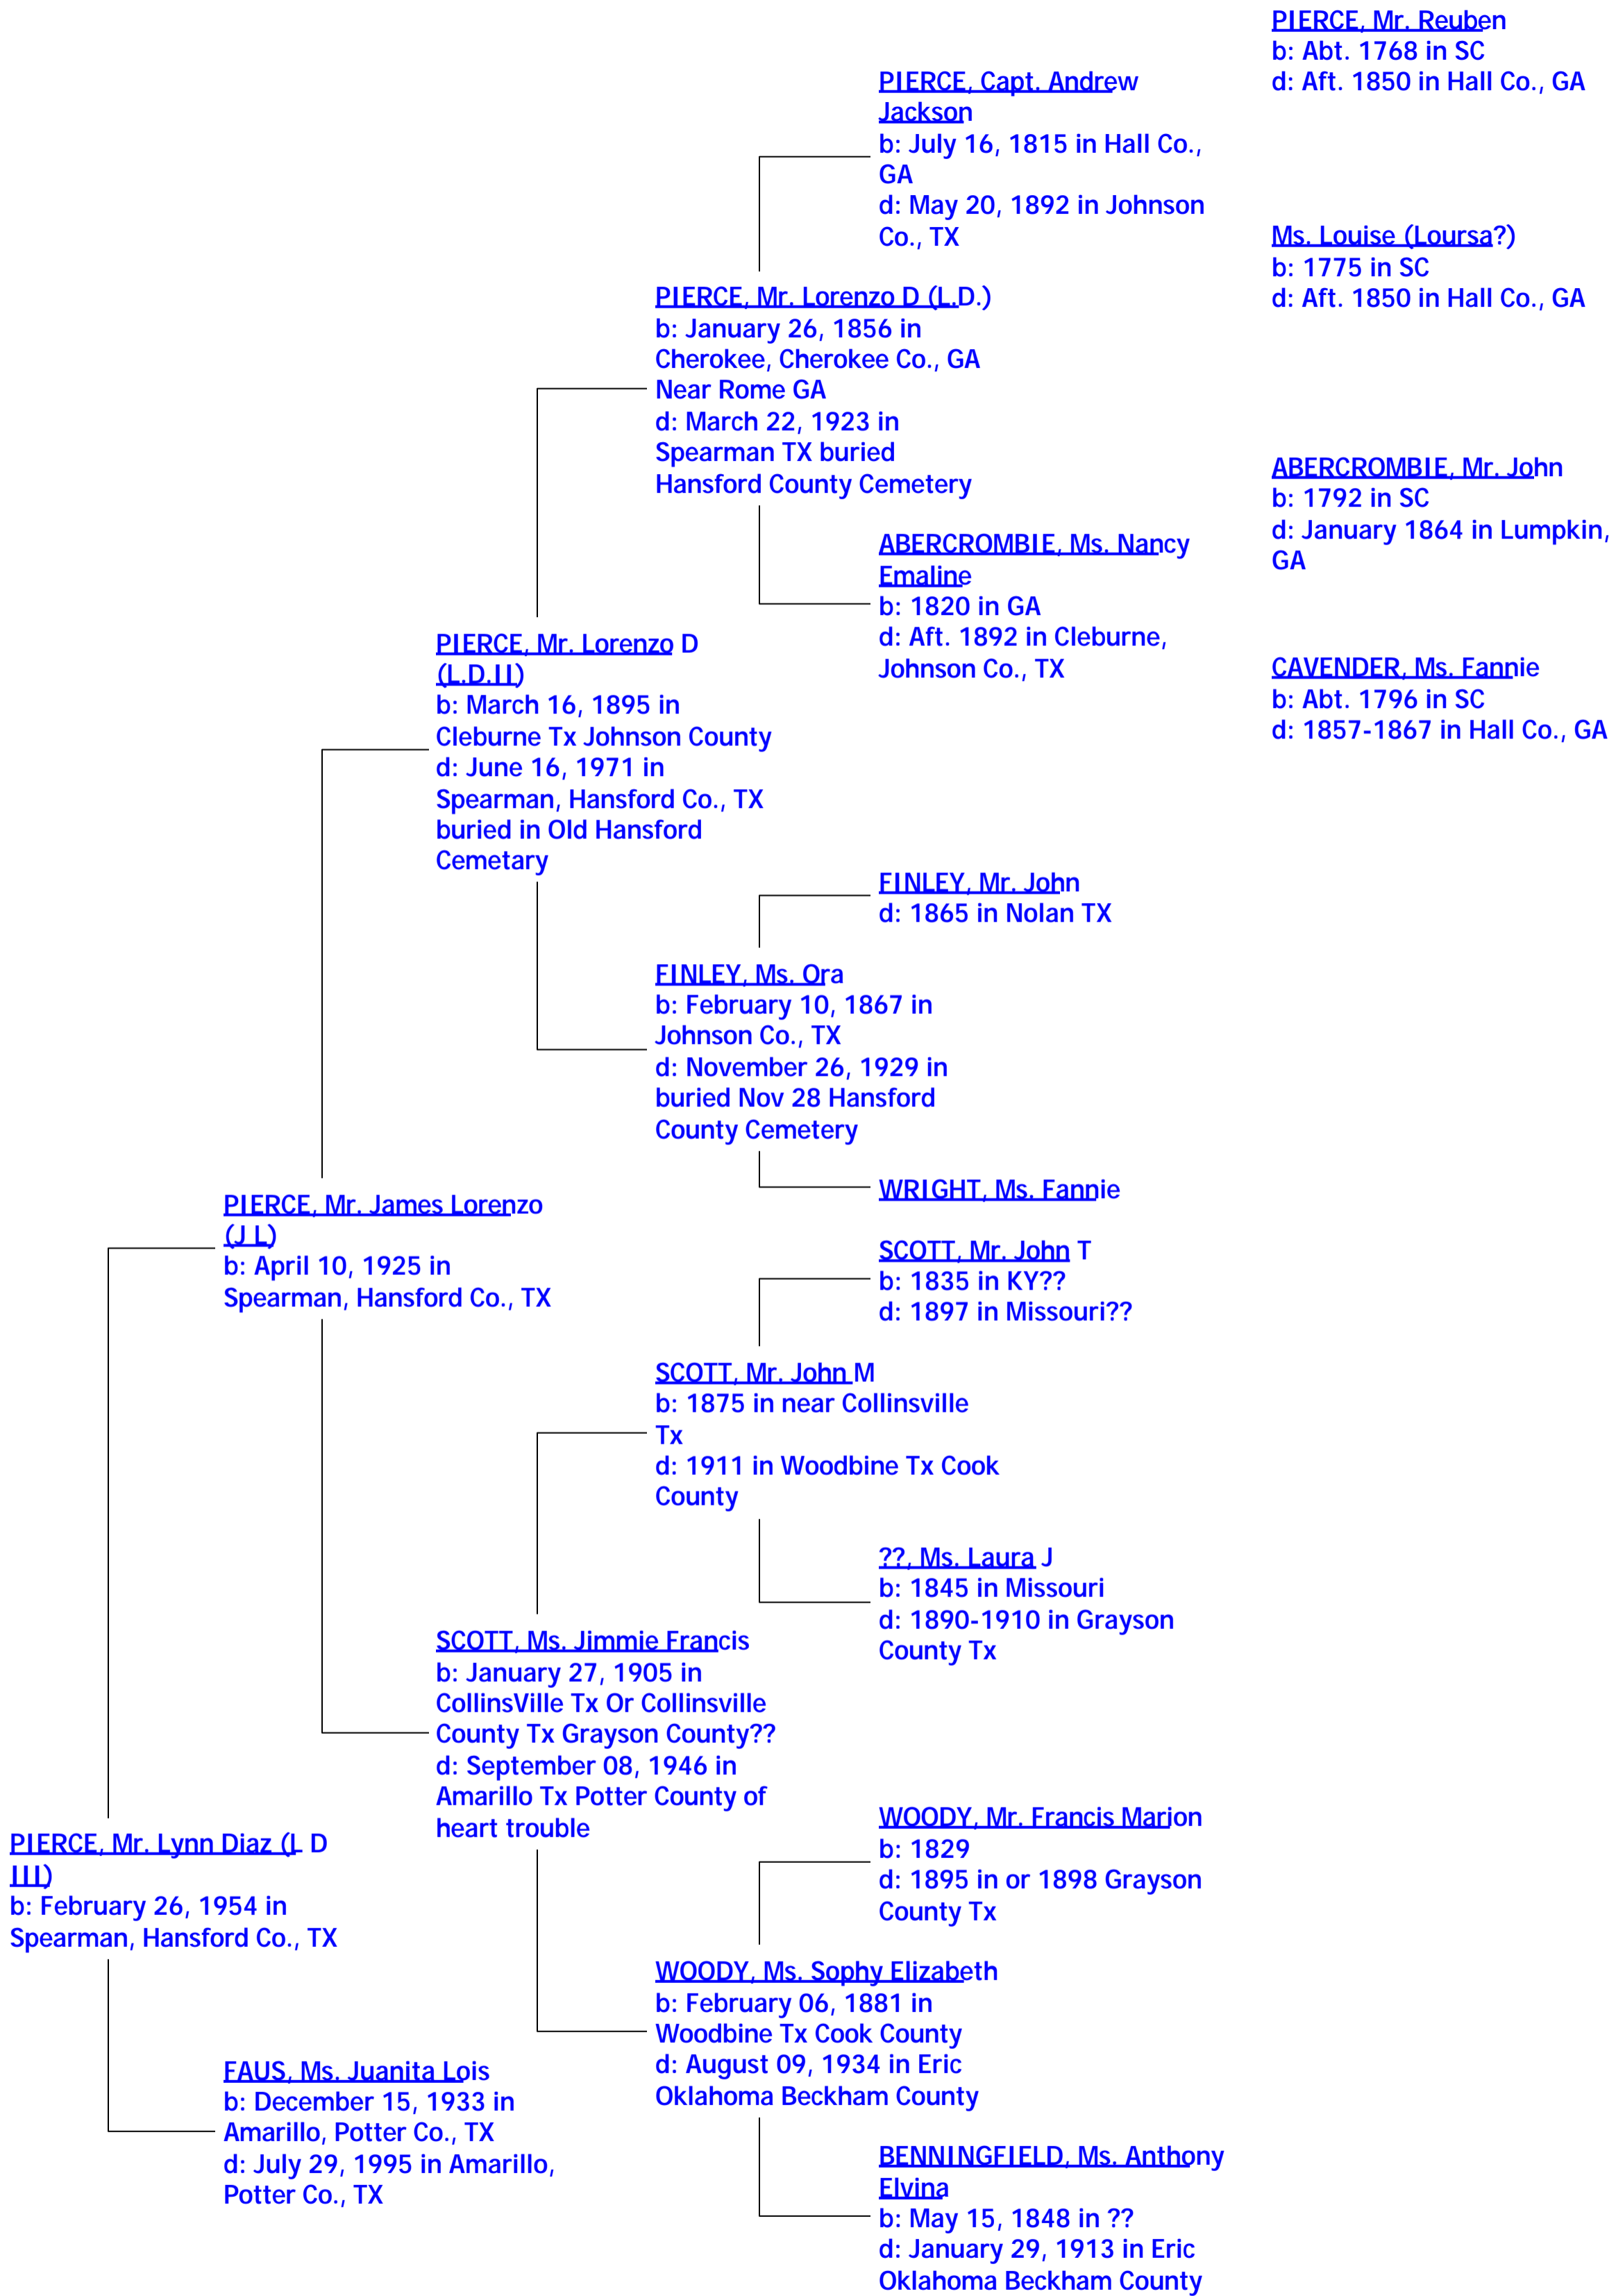 PIERCE, Mr. Reuben
b: Abt. 1768 in SC
d: Aft. 1850 in Hall Co., GA
PIERCE, Capt. Andrew
Jackson
b: July 16, 1815 in Hall Co.,
GA
d: May 20, 1892 in Johnson
Co., TX
Ms. Louise (Loursa?)
b: 1775 in SC
d: Aft. 1850 in Hall Co., GA
PIERCE, Mr. Lorenzo D (L.D.)
b: January 26, 1856 in
Cherokee, Cherokee Co., GA
Near Rome GA
d: March 22, 1923 in
Spearman TX buried
Hansford County Cemetery
ABERCROMBIE, Mr. John
b: 1792 in SC
d: January 1864 in Lumpkin,
GA
ABERCROMBIE, Ms. Nancy
Emaline
b: 1820 in GA
d: Aft. 1892 in Cleburne,
Johnson Co., TX
CAVENDER, Ms. Fannie
b: Abt. 1796 in SC
d: 1857-1867 in Hall Co., GA
PIERCE, Mr. Lorenzo D
(L.D.II)
b: March 16, 1895 in
Cleburne Tx Johnson County
d: June 16, 1971 in
Spearman, Hansford Co., TX
buried in Old Hansford
Cemetary
FINLEY, Mr. John
d: 1865 in Nolan TX
FINLEY, Ms. Ora
b: February 10, 1867 in
Johnson Co., TX
d: November 26, 1929 in
buried Nov 28 Hansford
County Cemetery
WRIGHT, Ms. Fannie
PIERCE, Mr. James Lorenzo
(J L)
b: April 10, 1925 in
Spearman, Hansford Co., TX
SCOTT, Mr. John T
b: 1835 in KY??
d: 1897 in Missouri??
SCOTT, Mr. John M
b: 1875 in near Collinsville
Tx
d: 1911 in Woodbine Tx Cook
County
??, Ms. Laura J
b: 1845 in Missouri
d: 1890-1910 in Grayson
County Tx
SCOTT, Ms. Jimmie Francis
b: January 27, 1905 in
CollinsVille Tx Or Collinsville
County Tx Grayson County??
d: September 08, 1946 in
Amarillo Tx Potter County of
heart trouble
WOODY, Mr. Francis Marion
b: 1829
d: 1895 in or 1898 Grayson
County Tx
PIERCE, Mr. Lynn Diaz (L D
III)
b: February 26, 1954 in
Spearman, Hansford Co., TX
WOODY, Ms. Sophy Elizabeth
b: February 06, 1881 in
Woodbine Tx Cook County
d: August 09, 1934 in Eric
Oklahoma Beckham County
FAUS, Ms. Juanita Lois
b: December 15, 1933 in
Amarillo, Potter Co., TX
d: July 29, 1995 in Amarillo,
Potter Co., TX
BENNINGFIELD, Ms. Anthony
Elvina
b: May 15, 1848 in ??
d: January 29, 1913 in Eric
Oklahoma Beckham County